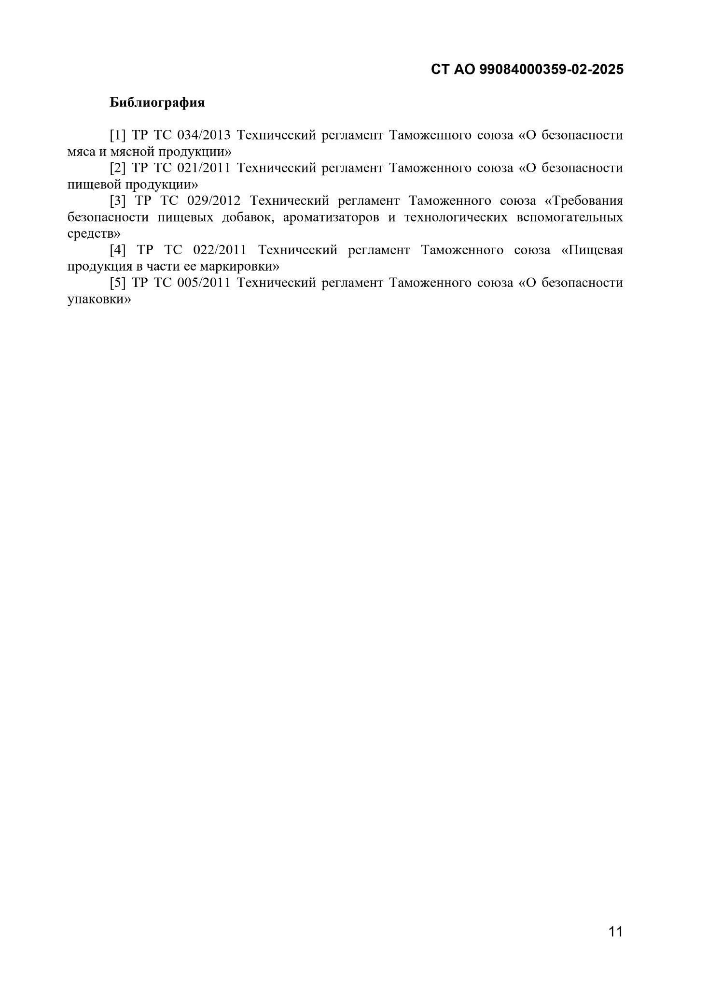 СТ АО 99084000359-02-2025
Библиография
[1] ТР ТС 034/2013 Технический регламент Таможенного союза «О безопасности
мяса и мясной продукции»
[2] ТР ТС 021/2011 Технический регламент Таможенного союза «О безопасности
пищевой продукции»
[3] ТР ТС 029/2012 Технический регламент Таможенного союза «Требования
безопасности пищевых добавок, ароматизаторов и технологических вспомогательных
средств»
[4] ТР ТС 022/2011 Технический регламент Таможенного союза «Пищевая
продукция в части ее маркировки»
[5] ТР ТС 005/2011 Технический регламент Таможенного союза «О безопасности
упаковки»
11